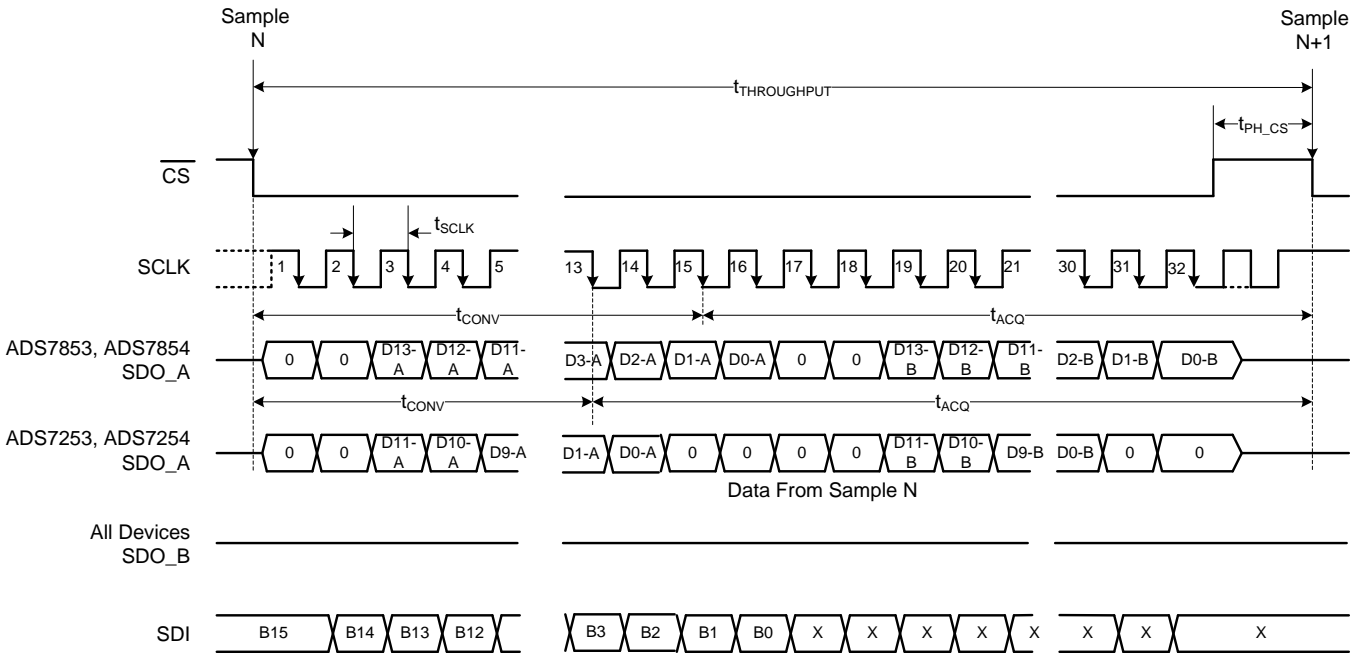 Sample
N
Sample
N+1
tTHROUGHPUT
tPH_CS
CS
tSCLK
SCLK
1 2 3 4 5 13 14 15 16 17 18 19 20 21 30 31 32
tCONV tACQ
ADS7853, ADS7854
SDO_A
0 0 D13-A D12-A D11-A D3-A D2-A D1-A D0-A 0 0 D13-B D12-B D11-B D2-B D1-B D0-B
tCONV tACQ
ADS7253, ADS7254
SDO_A
0 0 D11-A D10-A D9-A D1-A D0-A 0 0 0 0 D11-B D10-B D9-B D0-B 0 0
Data From Sample N
All Devices
SDO_B
SDI
B15 B14 B13 B12 B3 B2 B1 B0 X X X X X X X X